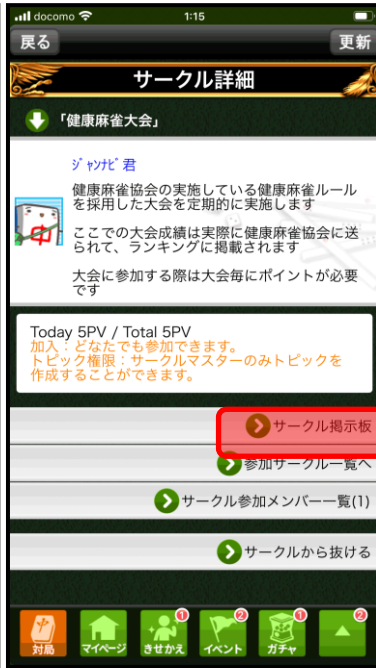 docomo 1:15
戻る 更新
サークル詳細
「健康麻雀大会」
ジャンナビ君
健康麻雀協会の実施している健康麻雀ルール
を採用した大会を定期的に実施します
ここでの大会成績は実際に健康麻雀協会に送
られて、ランキングに掲載されます
大会に参加する際は大会毎にポイントが必要
です
中
Today 5PV / Total 5PV
加入：どなたでも参加できます。
トピック権限：サークルマスターのみトピックを
作成することができます。
サークル掲示板
参加サークル一覧へ
サークル参加メンバー一覧(1)
サークルから抜ける
1 2 1 2
対局 マイページ きせかえ イベント ガチャ